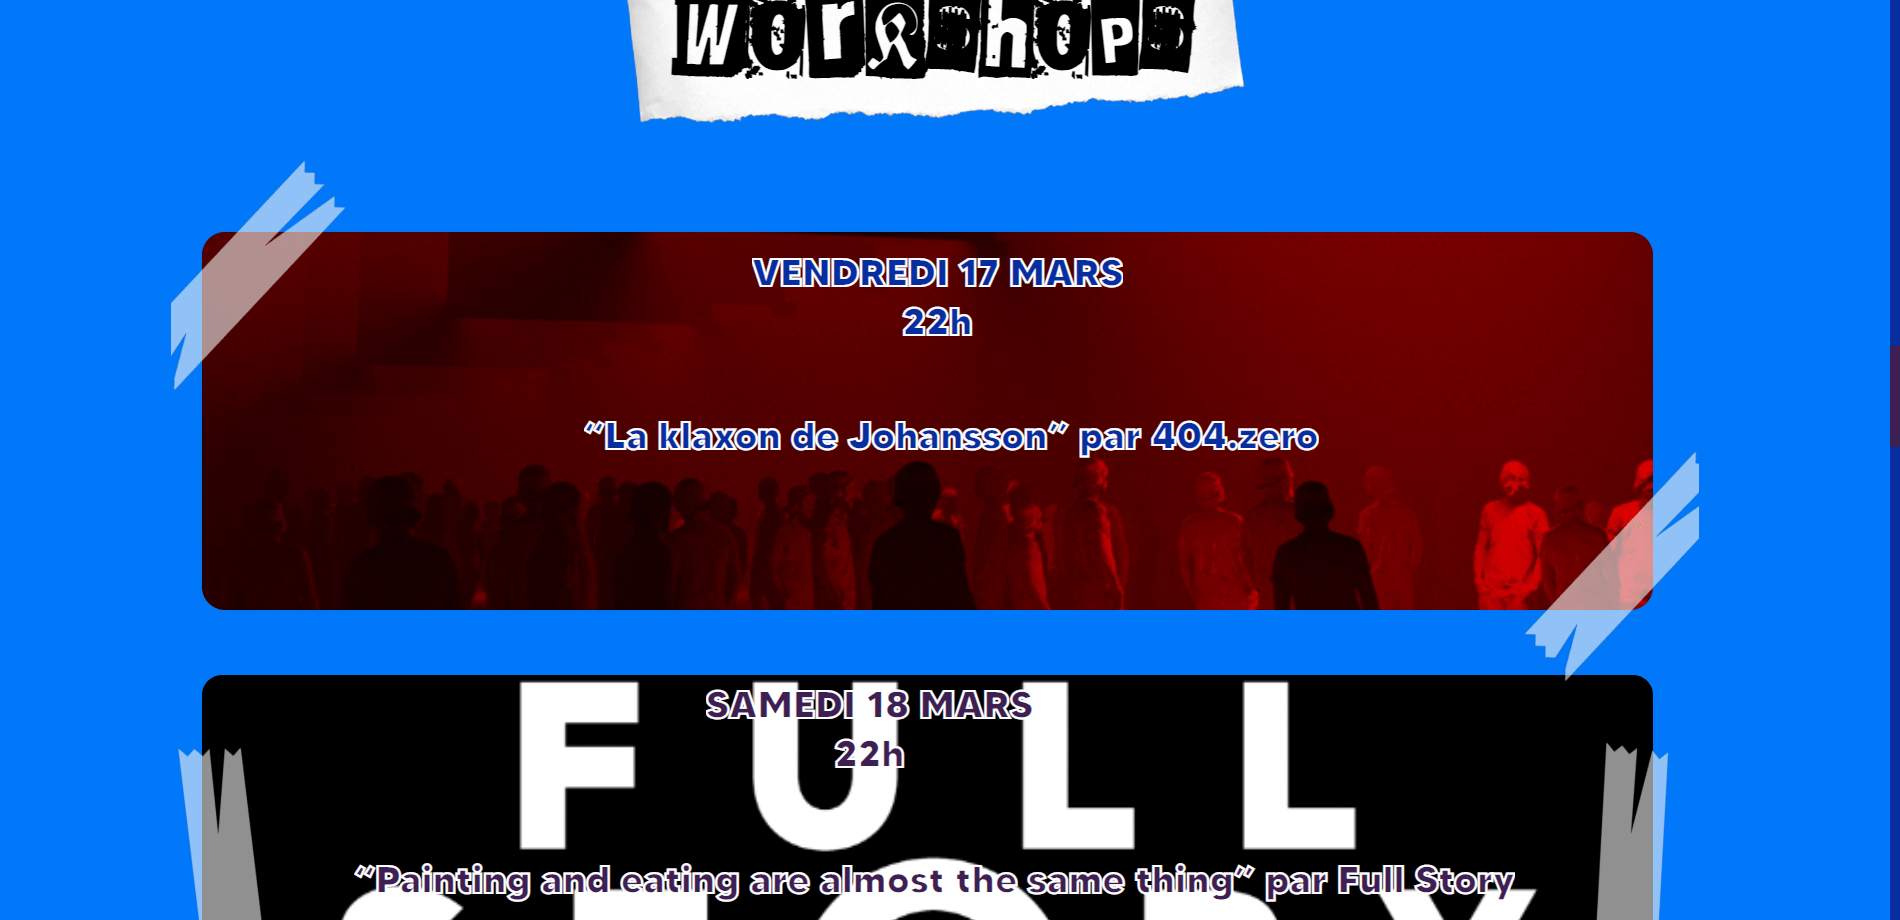 WorKshops
VENDREDI 17 MARS
22h
"La klaxon de Johansson" par 404.zero
FULL
SAMEDI 18 MARS
22h
"Painting and eating are almost the same thing" par Full Story
STORY